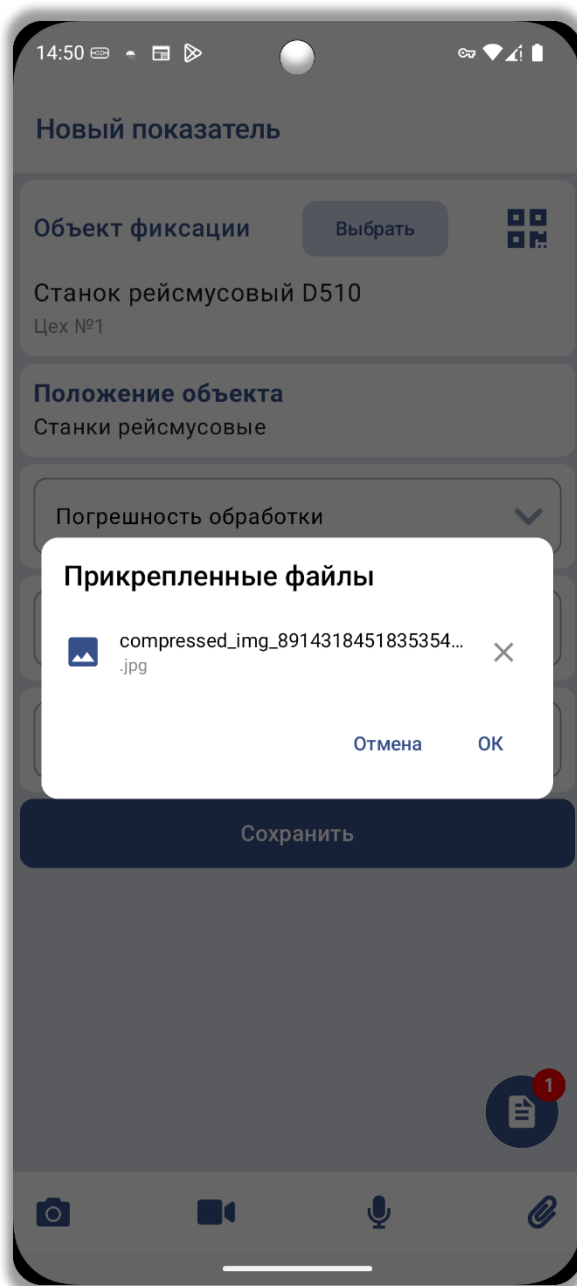 14:50
Новый показатель
Объект фиксации
Выбрать
Станок рейсмусовый D510
Цех №1
Положение объекта
Станки рейсмусовые
Погрешность обработки
Прикрепленные файлы
compressed_img_8914318451835354...
.jpg
Отмена
ОК
Сохранить
1